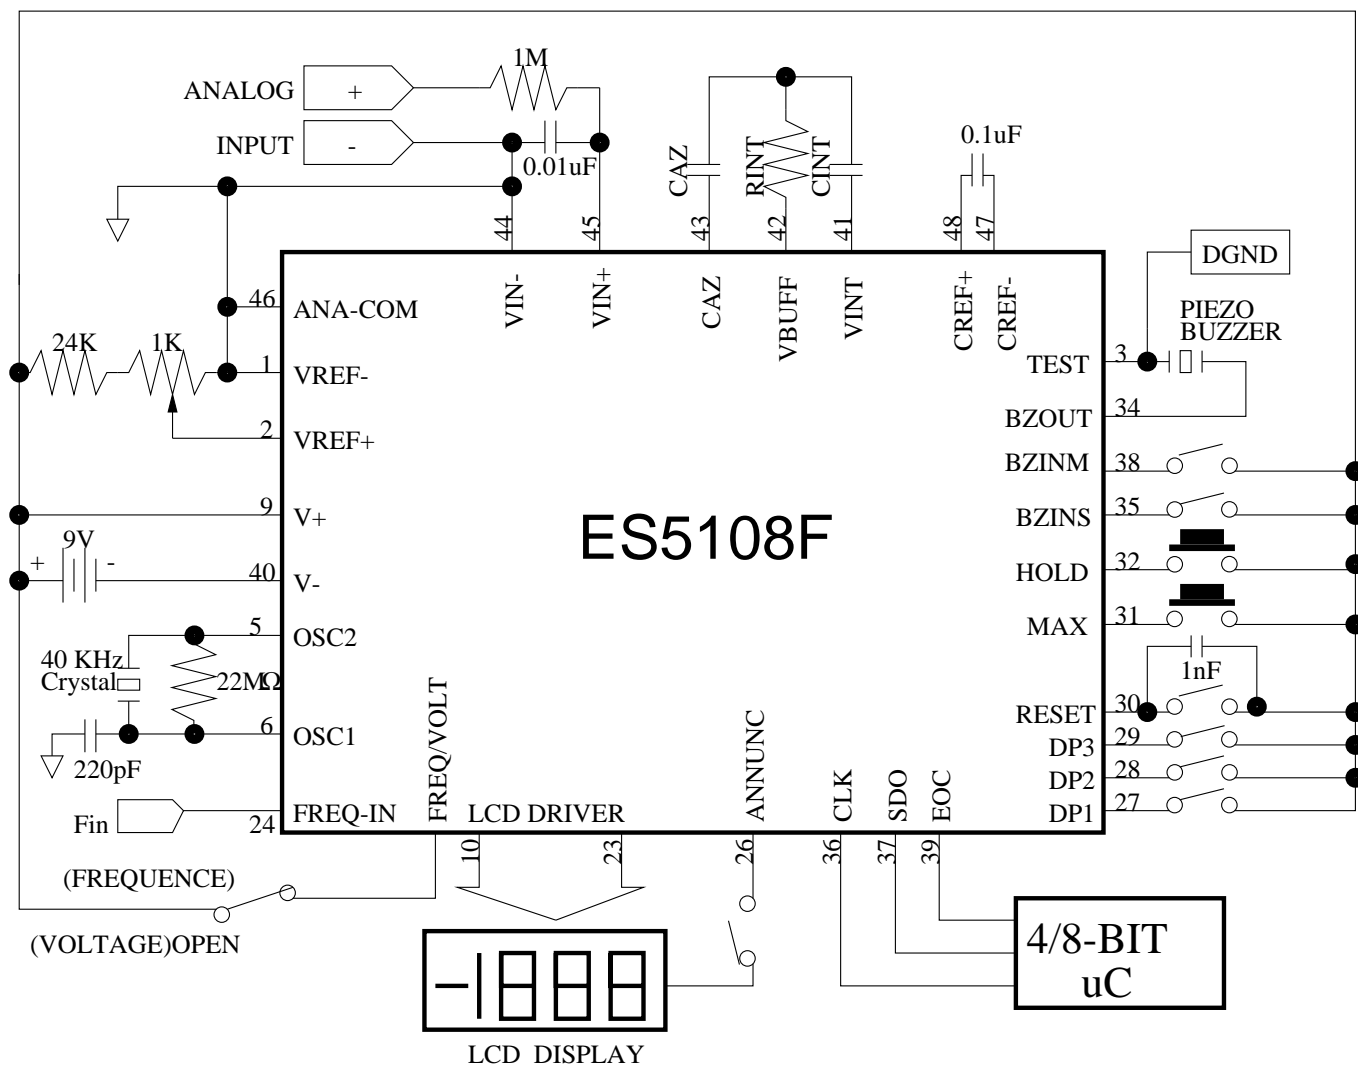 1M
ANALOG
+
INPUT
-
0.01uF
CAZ
RINT
CINT
0.1uF
44
45
43
42
41
48
47
DGND
VIN-
VIN+
CAZ
VBUFF
VINT
CREF+
CREF-
PIEZO
BUZZER
46
ANA-COM
24K
1K
1
VREF-
2
VREF+
TEST
3
BZOUT
34
BZINM
38
BZINS
35
HOLD
32
MAX
31
1nF
RESET
30
DP3
29
DP2
28
DP1
27
9
V+
9V
+
-
40
V-
ES5108F
5
OSC2
40 KHz
Crystal
22MΩ
6
OSC1
220pF
Fin
24
FREQ-IN
FREQ/VOLT
LCD DRIVER
ANNUNC
CLK
SDO
EOC
10
23
26
36
37
39
(FREQUENCE)
(VOLTAGE)OPEN
-1888
4/8-BIT
uC
LCD DISPLAY